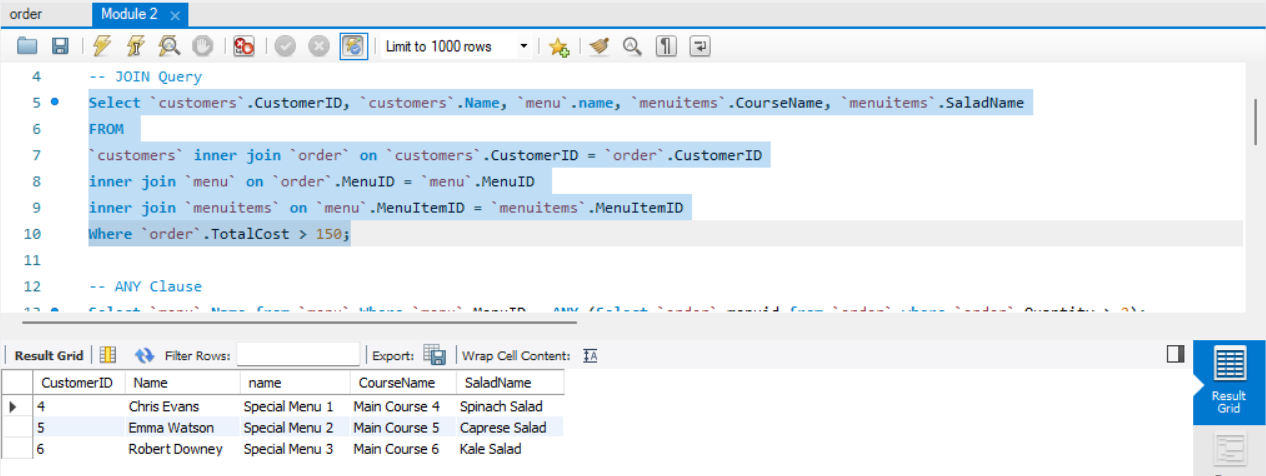 order Module 2
Limit to 1000 rows
4 -- JOIN Query
5 Select `customers`.CustomerID, `customers`.Name, `menu`.name, `menuitems`.CourseName, `menuitems`.SaladName
6 FROM
7 `customers` inner join `order` on `customers`.CustomerID = `order`.CustomerID
8 inner join `menu` on `order`.MenuID = `menu`.MenuID
9 inner join `menuitems` on `menu`.MenuItemID = `menuitems`.MenuItemID
10 Where `order`.TotalCost > 150;
11
12 -- ANY Clause
Result Grid Filter Rows: Export: Wrap Cell Content:
CustomerID Name name CourseName SaladName
4 Chris Evans Special Menu 1 Main Course 4 Spinach Salad
5 Emma Watson Special Menu 2 Main Course 5 Caprese Salad
6 Robert Downey Special Menu 3 Main Course 6 Kale Salad
Result
Grid